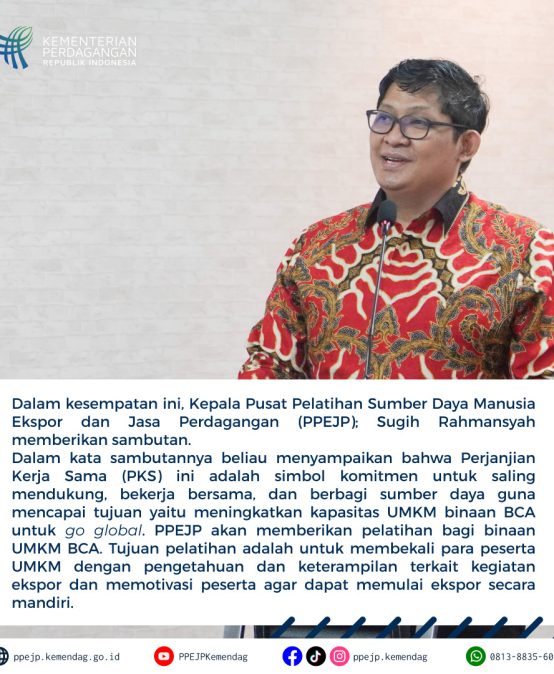 KEMENTERIAN
PERDAGANGAN
REPUBLIK INDONESIA
Dalam kesempatan ini, Kepala Pusat Pelatihan Sumber Daya Manusia
Ekspor dan Jasa Perdagangan (PPEJP); Sugih Rahmansyah
memberikan sambutan.
Dalam kata sambutannya beliau menyampaikan bahwa Perjanjian
Kerja Sama (PKS) ini adalah simbol komitmen untuk saling
mendukung, bekerja bersama, dan berbagi sumber daya guna
mencapai tujuan yaitu meningkatkan kapasitas UMKM binaan BCA
untuk go global. PPEJP akan memberikan pelatihan bagi binaan
UMKM BCA. Tujuan pelatihan adalah untuk membekali para peserta
UMKM dengan pengetahuan dan keterampilan terkait kegiatan
ekspor dan memotivasi peserta agar dapat memulai ekspor secara
mandiri.
ppejp.kemendag.go.id PPEJPKemendag ppejp.kemendag 0813-8835-60